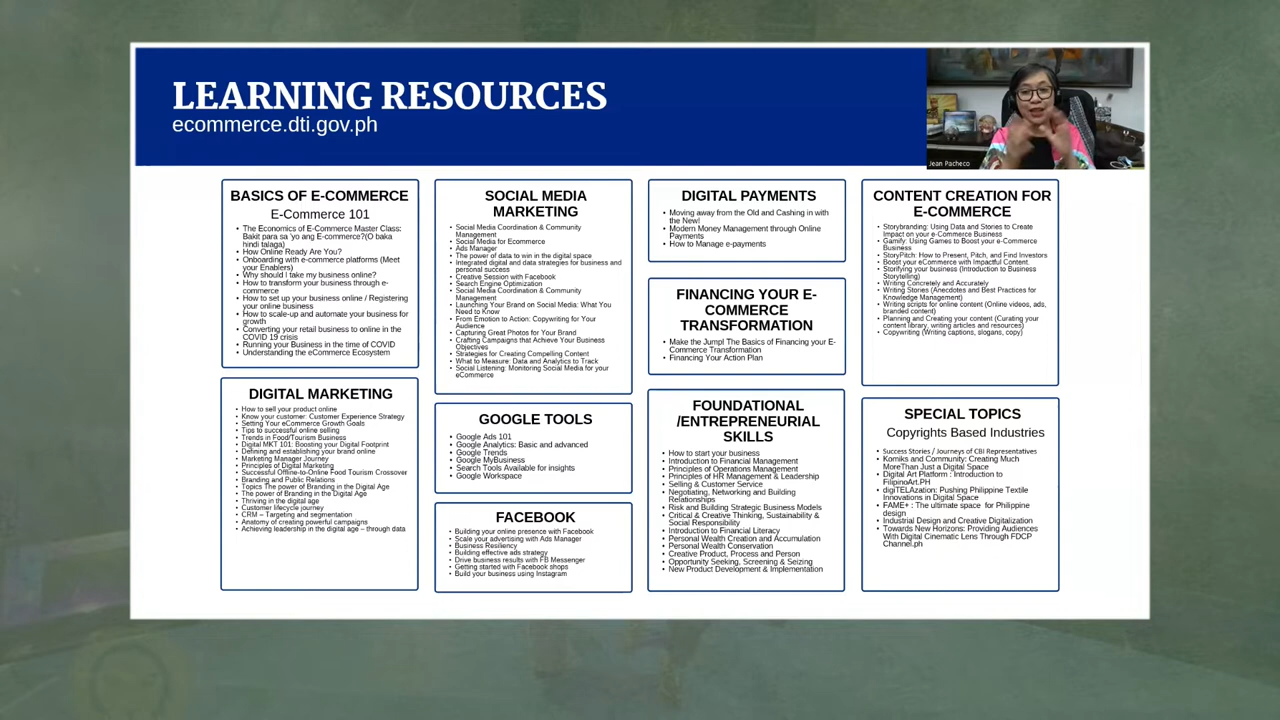 LEARNING RESOURCES
ecommerce.dti.gov.ph
Jean Pacheco
BASICS OF E-COMMERCE
E-Commerce 101
• The Economics of E-Commerce Master Class:
Bakit para sa 'yo ang E-commerce?(O baka
hindi talaga)
• How Online Ready Are You?
• Onboarding with e-commerce platforms (Meet
your Enablers)
• Why should I take my business online?
• How to transform your business through e-
commerce
• How to set up your business online / Registering
your online business
• How to scale-up and automate your business for
growth
• Converting your retail business to online in the
COVID 19 crisis
• Running your Business in the time of COVID
• Understanding the eCommerce Ecosystem
DIGITAL MARKETING
• How to sell your product online
• Know your customer: Customer Experience Strategy
• Setting Your eCommerce Growth Goals
• Tips to successful online selling
• Trends in Food/Tourism Business
• Digital MKT 101: Boosting your Digital Footprint
• Defining and establishing your brand online
• Marketing Manager Journey
• Principles of Digital Marketing
• Successful Offline-to-Online Food Tourism Crossover
• Branding and Public Relations
• Topics The power of Branding in the Digital Age
• The power of Branding in the Digital Age
• Thriving in the digital age
• Customer lifecycle journey
• CRM – Targeting and segmentation
• Anatomy of creating powerful campaigns
• Achieving leadership in the digital age – through data
SOCIAL MEDIA
MARKETING
• Social Media Coordination & Community
Management
• Social Media for Ecommerce
• Ads Manager
• The power of data to win in the digital space
• Integrated digital and data strategies for business and
personal success
• Creative Session with Facebook
• Search Engine Optimization
• Social Media Coordination & Community
Management
• Launching Your Brand on Social Media: What You
Need to Know
• From Emotion to Action: Copywriting for Your
Audience
• Capturing Great Photos for Your Brand
• Crafting Campaigns that Achieve Your Business
Objectives
• Strategies for Creating Compelling Content
• What to Measure: Data and Analytics to Track
• Social Listening: Monitoring Social Media for your
eCommerce
GOOGLE TOOLS
• Google Ads 101
• Google Analytics: Basic and advanced
• Google Trends
• Google MyBusiness
• Search Tools Available for insights
• Google Workspace
FACEBOOK
• Building your online presence with Facebook
• Scale your advertising with Ads Manager
• Business Resiliency
• Building effective ads strategy
• Drive business results with FB Messenger
• Getting started with Facebook shops
• Build your business using Instagram
DIGITAL PAYMENTS
• Moving away from the Old and Cashing in with
the New!
• Modern Money Management through Online
Payments
• How to Manage e-payments
FINANCING YOUR E-
COMMERCE
TRANSFORMATION
• Make the Jump! The Basics of Financing your E-
Commerce Transformation
• Financing Your Action Plan
FOUNDATIONAL
/ENTREPRENEURIAL
SKILLS
• How to start your business
• Introduction to Financial Management
• Principles of Operations Management
• Principles of HR Management & Leadership
• Selling & Customer Service
• Negotiating, Networking and Building
Relationships
• Risk and Building Strategic Business Models
• Critical & Creative Thinking, Sustainability &
Social Responsibility
• Introduction to Financial Literacy
• Personal Wealth Creation and Accumulation
• Personal Wealth Conservation
• Creative Product, Process and Person
• Opportunity Seeking, Screening & Seizing
• New Product Development & Implementation
CONTENT CREATION FOR
E-COMMERCE
• Storybranding: Using Data and Stories to Create
Impact on your e-Commerce Business
• Gamify: Using Games to Boost your e-Commerce
Business
• StoryPitch: How to Present, Pitch, and Find Investors
• Boost your eCommerce with Impactful Content.
• Storifying your business (Introduction to Business
Storytelling)
• Writing Concretely and Accurately
• Writing Stories (Anecdotes and Best Practices for
Knowledge Management)
• Writing scripts for online content (Online videos, ads,
branded content)
• Planning and Creating your content (Curating your
content library, writing articles and resources)
• Copywriting (Writing captions, slogans, copy)
SPECIAL TOPICS
Copyrights Based Industries
• Success Stories / Journeys of CBI Representatives
• Komiks and Community: Creating Much
MoreThan Just a Digital Space
• Digital Art Platform : Introduction to
FilipinoArt.PH
• digiTELAzation: Pushing Philippine Textile
Innovations in Digital Space
• FAME+ : The ultimate space for Philippine
design
• Industrial Design and Creative Digitalization
• Towards New Horizons: Providing Audiences
With Digital Cinematic Lens Through FDCP
Channel.ph